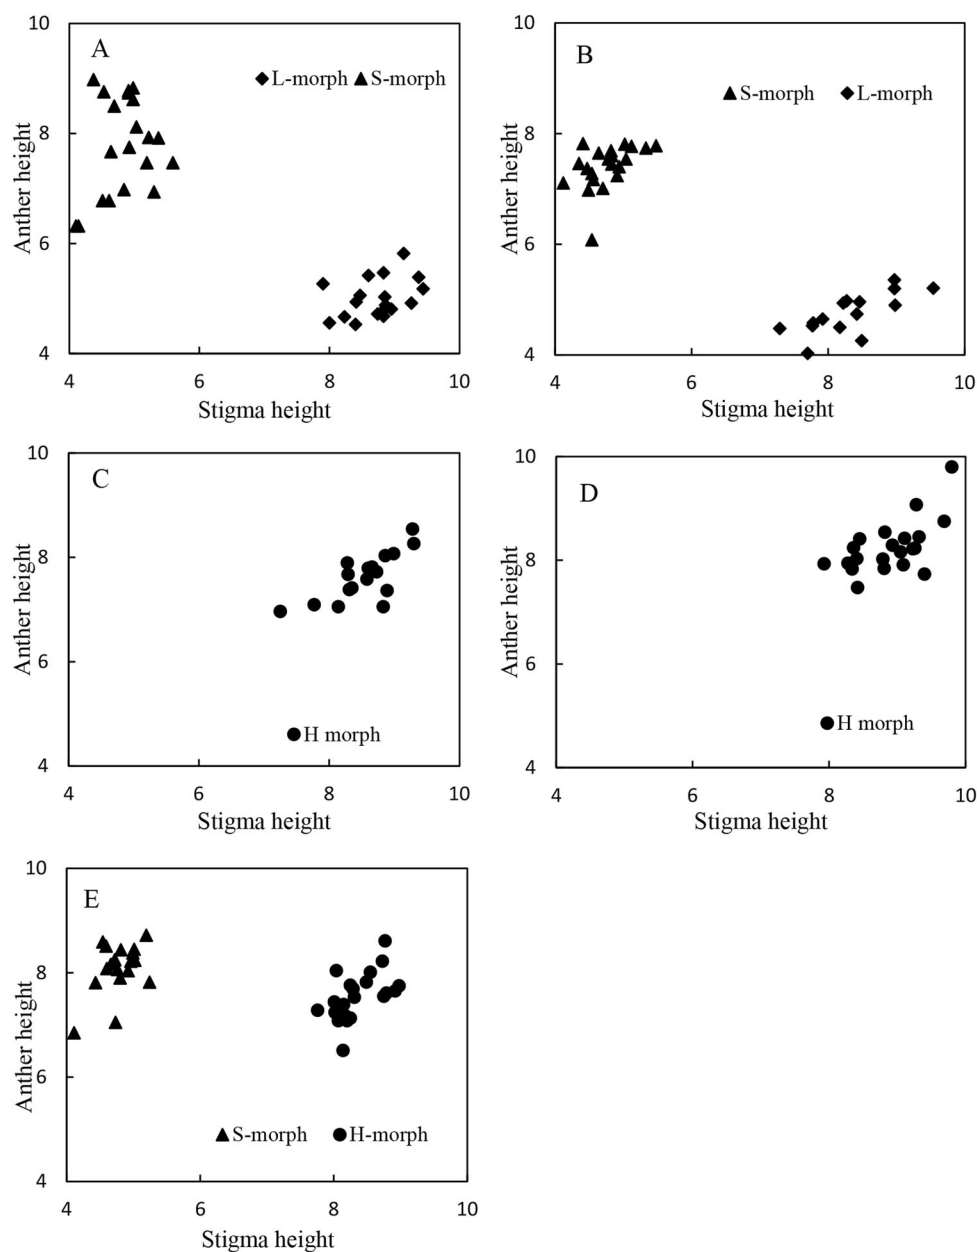 A
L-morph S-morph
10
8
6
4
Anther height
4 6 8 10
Stigma height
B
S-morph L-morph
10
8
6
4
Anther height
4 6 8 10
Stigma height
C
H morph
10
8
6
4
Anther height
4 6 8 10
Stigma height
D
H morph
10
8
6
4
Anther height
4 6 8 10
Stigma height
E
S-morph H-morph
10
8
6
4
Anther height
4 6 8 10
Stigma height